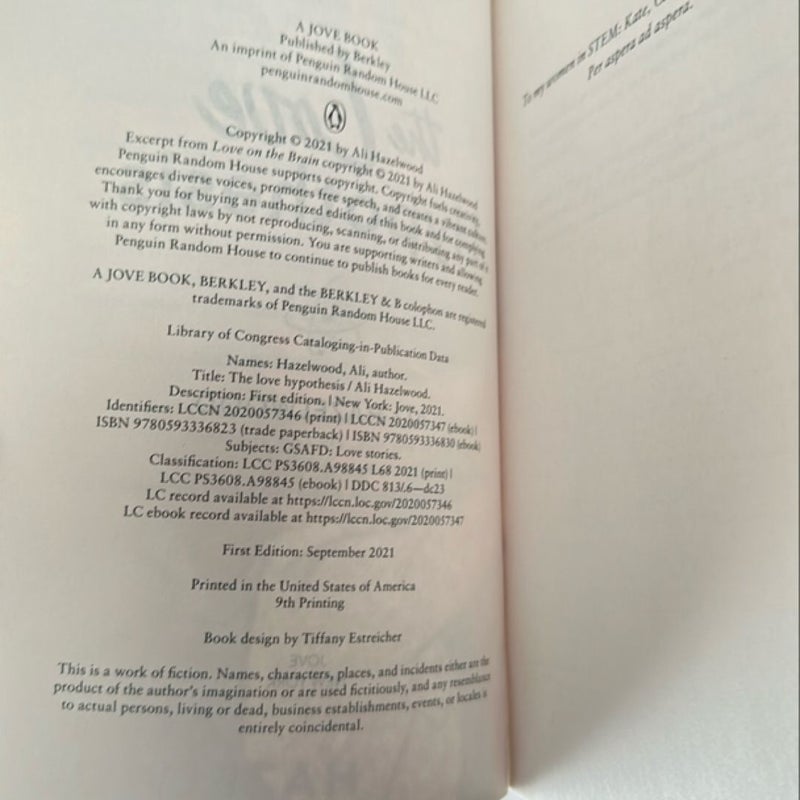 A JOVE BOOK
Published by Berkley
An imprint of Penguin Random House LLC
penguinrandomhouse.com
Copyright © 2021 by Ali Hazelwood
Excerpt from Love on the Brain copyright © 2021 by Ali Hazelwood
Penguin Random House supports copyright. Copyright fuels creativity,
encourages diverse voices, promotes free speech, and creates a vibrant culture.
Thank you for buying an authorized edition of this book and for complying
with copyright laws by not reproducing, scanning, or distributing any part of it
in any form without permission. You are supporting writers and allowing
Penguin Random House to continue to publish books for every reader.
A JOVE BOOK, BERKLEY, and the BERKLEY & B colophon are registered
trademarks of Penguin Random House LLC.
Library of Congress Cataloging-in-Publication Data
Names: Hazelwood, Ali, author.
Title: The love hypothesis / Ali Hazelwood.
Description: First edition. | New York: Jove, 2021.
Identifiers: LCCN 2020057346 (print) | LCCN 2020057347 (ebook) |
ISBN 9780593336823 (trade paperback) | ISBN 9780593336830 (ebook)
Subjects: GSAFD: Love stories.
Classification: LCC PS3608.A98845 L68 2021 (print) |
LCC PS3608.A98845 (ebook) | DDC 813/.6—dc23
LC record available at https://lccn.loc.gov/2020057346
LC ebook record available at https://lccn.loc.gov/2020057347
First Edition: September 2021
Printed in the United States of America
9th Printing
Book design by Tiffany Estreicher
This is a work of fiction. Names, characters, places, and incidents either are the
product of the author's imagination or are used fictitiously, and any resemblance
to actual persons, living or dead, business establishments, events, or locales is
entirely coincidental.
To my women in STEM: Kate,
Per aspera ad aspera.